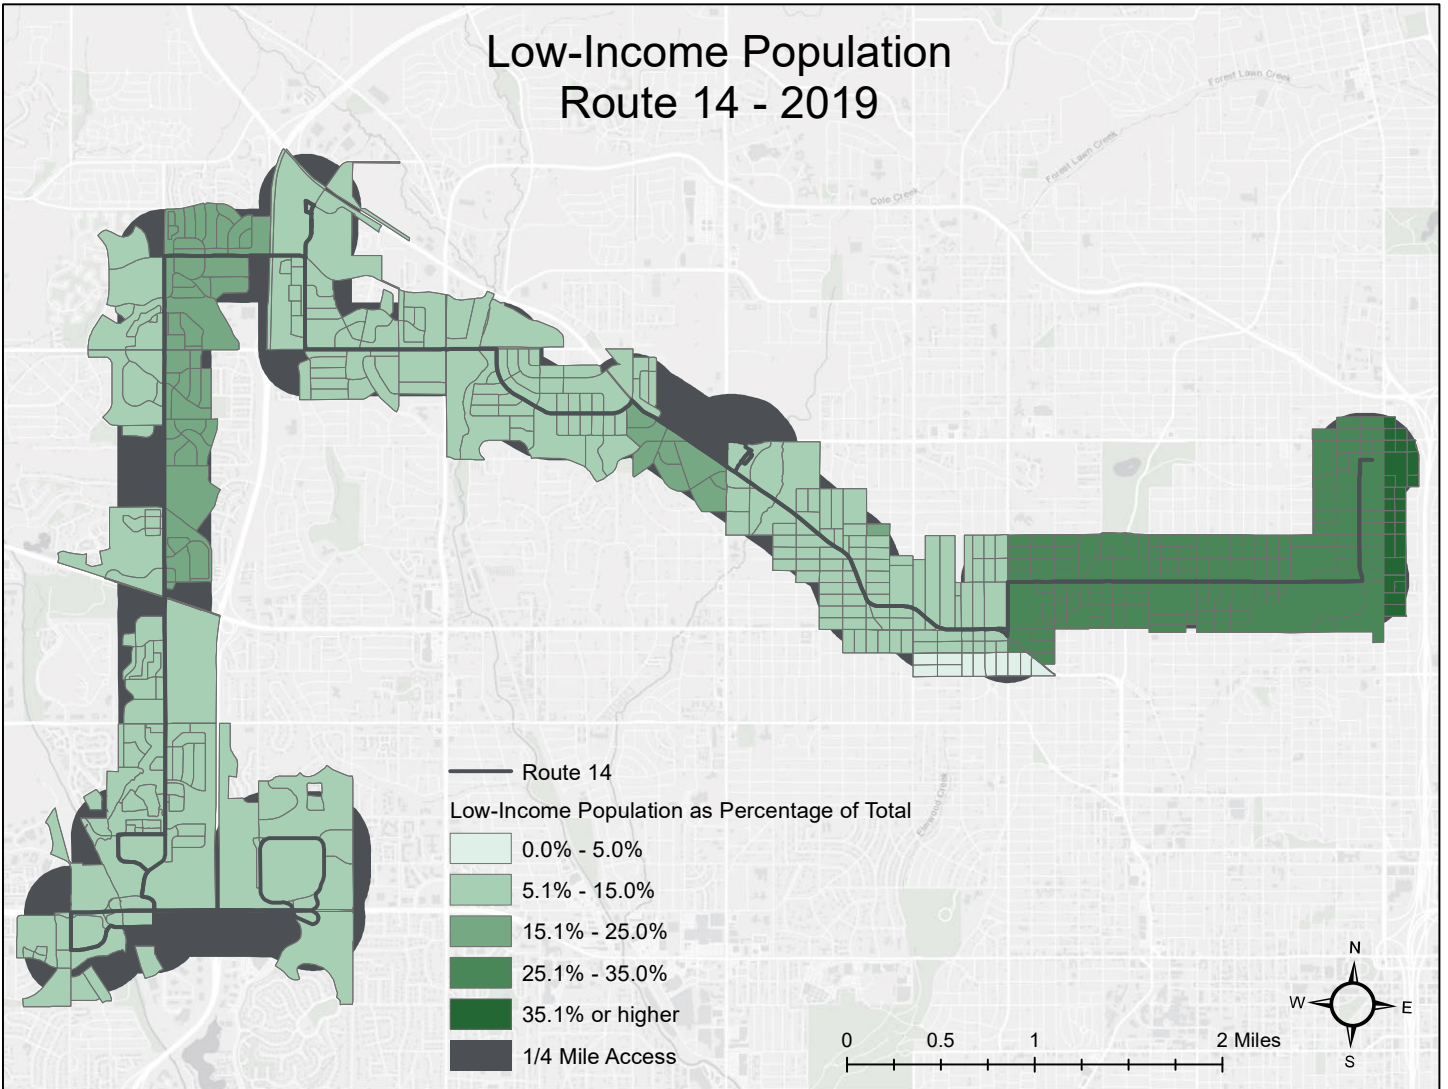 Low-Income Population
Route 14 - 2019
Forest Lawn Creek
Forest Lawn Creek
Cole Creek
Elmwood Creek
Route 14
Low-Income Population as Percentage of Total
0.0% - 5.0%
5.1% - 15.0%
15.1% - 25.0%
25.1% - 35.0%
35.1% or higher
1/4 Mile Access
0 0.5 1 2 Miles
N
W E
S